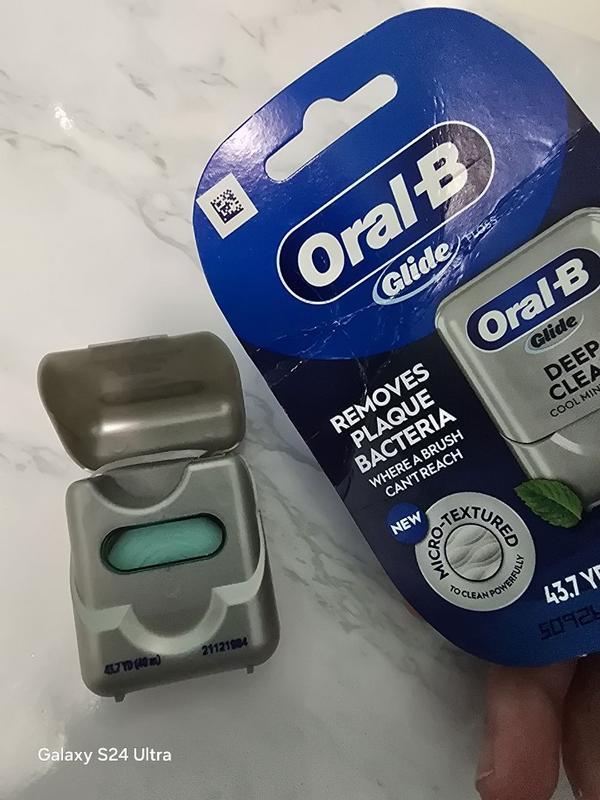 Oral-B
Glide FLOSS
Oral-B
Glide
DEEP
CLEA
COOL MIN
REMOVES
PLAQUE
BACTERIA
WHERE A BRUSH
CAN'T REACH
NEW
MICRO-TEXTURED
TO CLEAN POWERFULLY
43.7 YD
43.7 YD (40 m)
21121984
Galaxy S24 Ultra